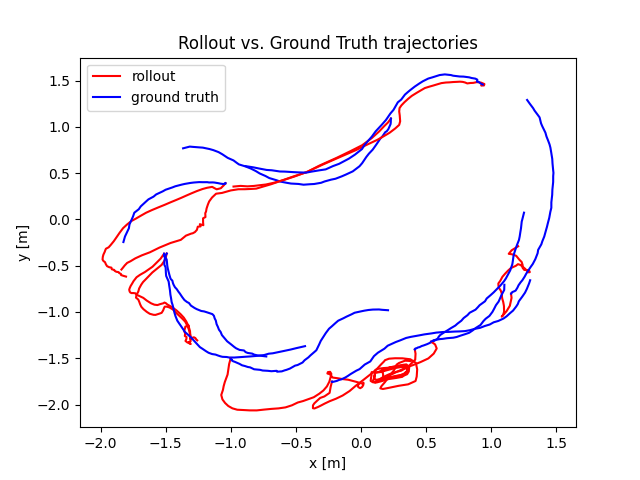 Rollout vs. Ground Truth trajectories
rollout
ground truth
1.5
1.0
0.5
0.0
−0.5
−1.0
−1.5
−2.0
y [m]
−2.0 −1.5 −1.0 −0.5 0.0 0.5 1.0 1.5
x [m]